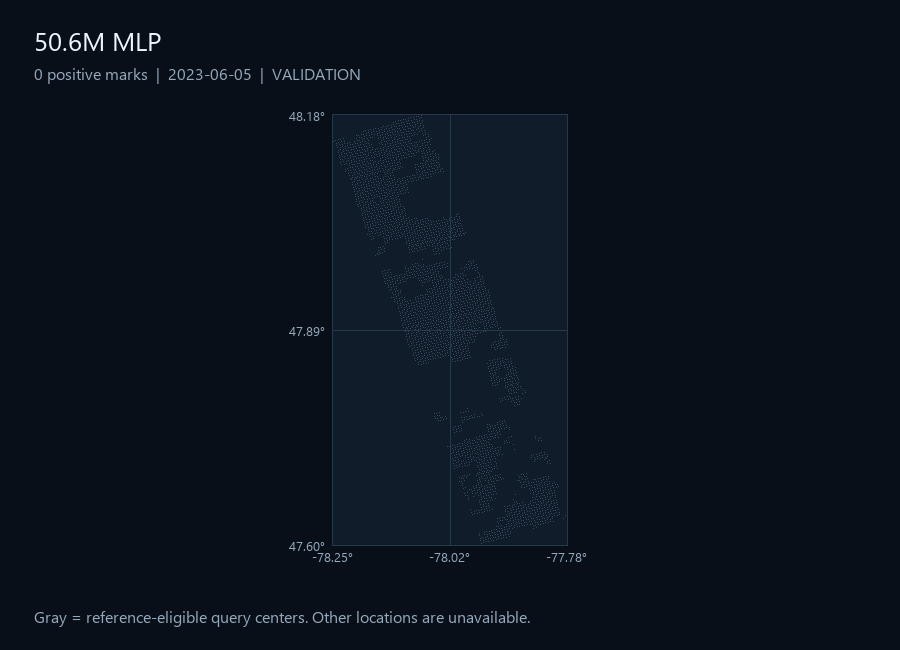 50.6M MLP
0 positive marks | 2023-06-05 | VALIDATION
48.18°
47.89°
47.60°
-78.25° -78.02° -77.78°
Gray = reference-eligible query centers. Other locations are unavailable.